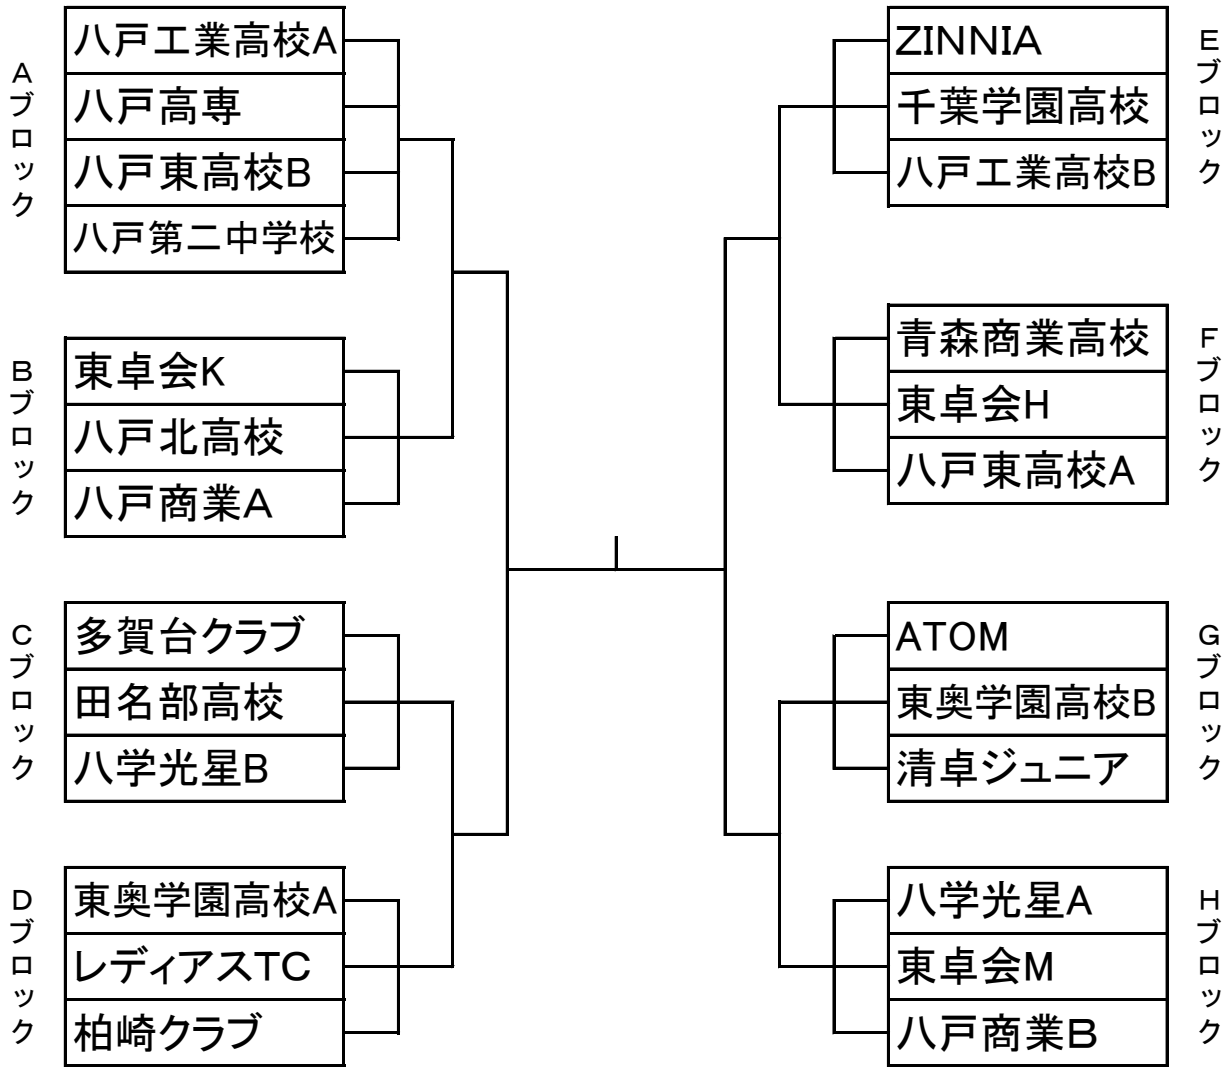 Aブロック
八戸工業高校A
八戸高専
八戸東高校B
八戸第二中学校
Bブロック
東卓会K
八戸北高校
八戸商業A
Cブロック
多賀台クラブ
田名部高校
八学光星B
Dブロック
東奥学園高校A
レディアスTC
柏崎クラブ
Eブロック
ZINNIA
千葉学園高校
八戸工業高校B
Fブロック
青森商業高校
東卓会H
八戸東高校A
Gブロック
ATOM
東奥学園高校B
清卓ジュニア
Hブロック
八学光星A
東卓会M
八戸商業B